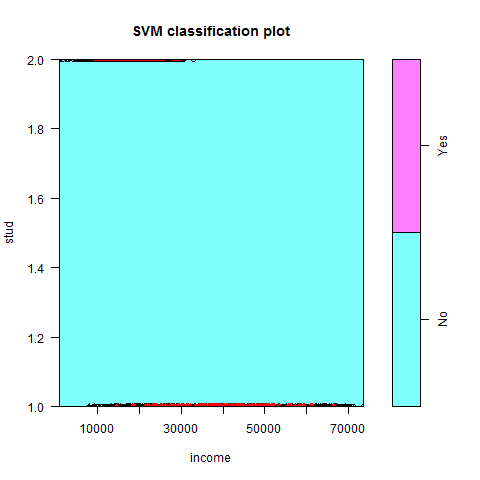 SVM classification plot
2.0
1.8
1.6
1.4
1.2
1.0
stud
10000 30000 50000 70000
income
Yes
No